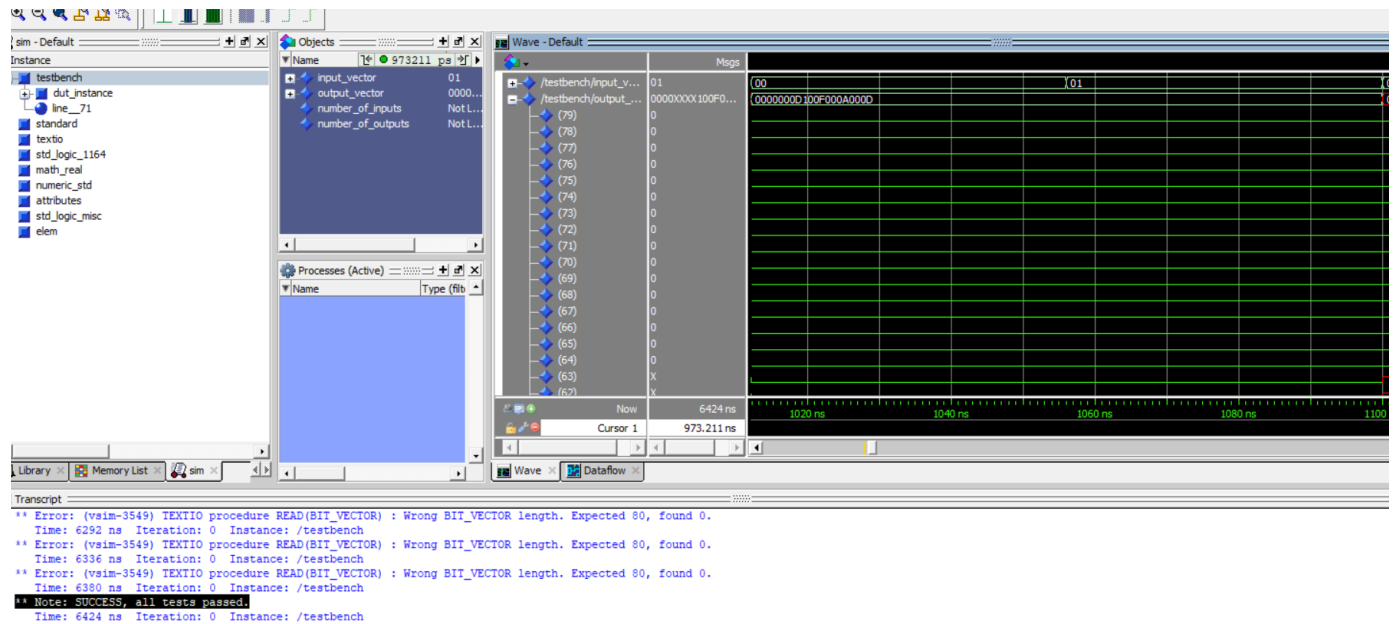 sim - Default
Instance
testbench
dut_instance
line__71
standard
textio
std_logic_1164
math_real
numeric_std
attributes
std_logic_misc
elem
Library
Memory List
sim
Objects
Name 973211 ps
input_vector 01
output_vector 0000...
number_of_inputs Not L...
number_of_outputs Not L...
Processes (Active)
Name Type (filt
Wave - Default
Msgs
/testbench/input_v... 01 00 01
/testbench/output_... 0000XXXX100F0... 0000000D100F000A000D
(79) 0
(78) 0
(77) 0
(76) 0
(75) 0
(74) 0
(73) 0
(72) 0
(71) 0
(70) 0
(69) 0
(68) 0
(67) 0
(66) 0
(65) 0
(64) 0
(63) X
(62) X
Now 6424 ns 1020 ns 1040 ns 1060 ns 1080 ns 1100
Cursor 1 973.211 ns
Wave
Dataflow
Transcript
** Error: (vsim-3549) TEXTIO procedure READ(BIT_VECTOR) : Wrong BIT_VECTOR length. Expected 80, found 0.
Time: 6292 ns Iteration: 0 Instance: /testbench
** Error: (vsim-3549) TEXTIO procedure READ(BIT_VECTOR) : Wrong BIT_VECTOR length. Expected 80, found 0.
Time: 6336 ns Iteration: 0 Instance: /testbench
** Error: (vsim-3549) TEXTIO procedure READ(BIT_VECTOR) : Wrong BIT_VECTOR length. Expected 80, found 0.
Time: 6380 ns Iteration: 0 Instance: /testbench
** Note: SUCCESS, all tests passed.
Time: 6424 ns Iteration: 0 Instance: /testbench